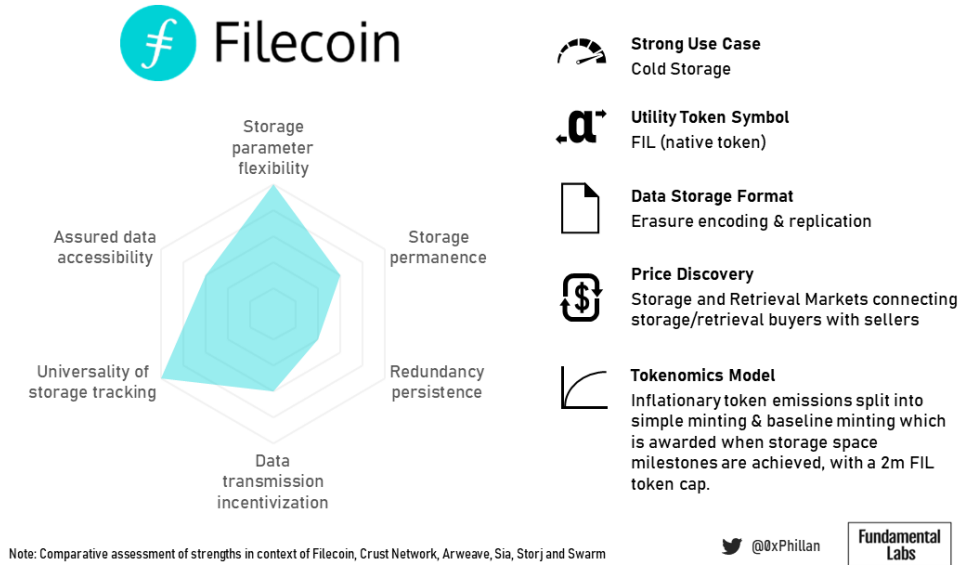 Filecoin
Storage
parameter
flexibility
Assured data
accessibility
Storage
permanence
Universality of
storage tracking
Redundancy
persistence
Data
transmission
incentivization
Strong Use Case
Cold Storage
Utility Token Symbol
FIL (native token)
Data Storage Format
Erasure encoding & replication
Price Discovery
Storage and Retrieval Markets connecting
storage/retrieval buyers with sellers
Tokenomics Model
Inflationary token emissions split into
simple minting & baseline minting which
is awarded when storage space
milestones are achieved, with a 2m FIL
token cap.
Note: Comparative assessment of strengths in context of Filecoin, Crust Network, Arweave, Sia, Storj and Swarm
@0xPhillan
Fundamental
Labs